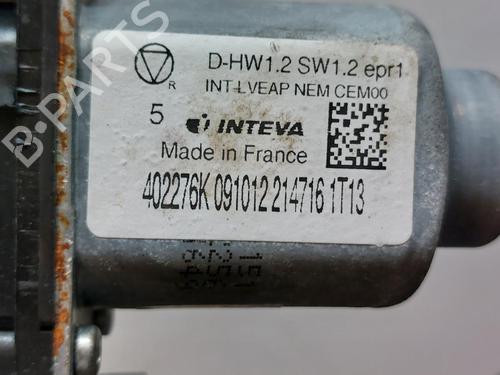 D-HW1.2 SW1.2 epr1
R
INT-LVEAP NEM CEM00
5 INTEVA
Made in France
402276K 091012 214716 1T13
B-PARTS